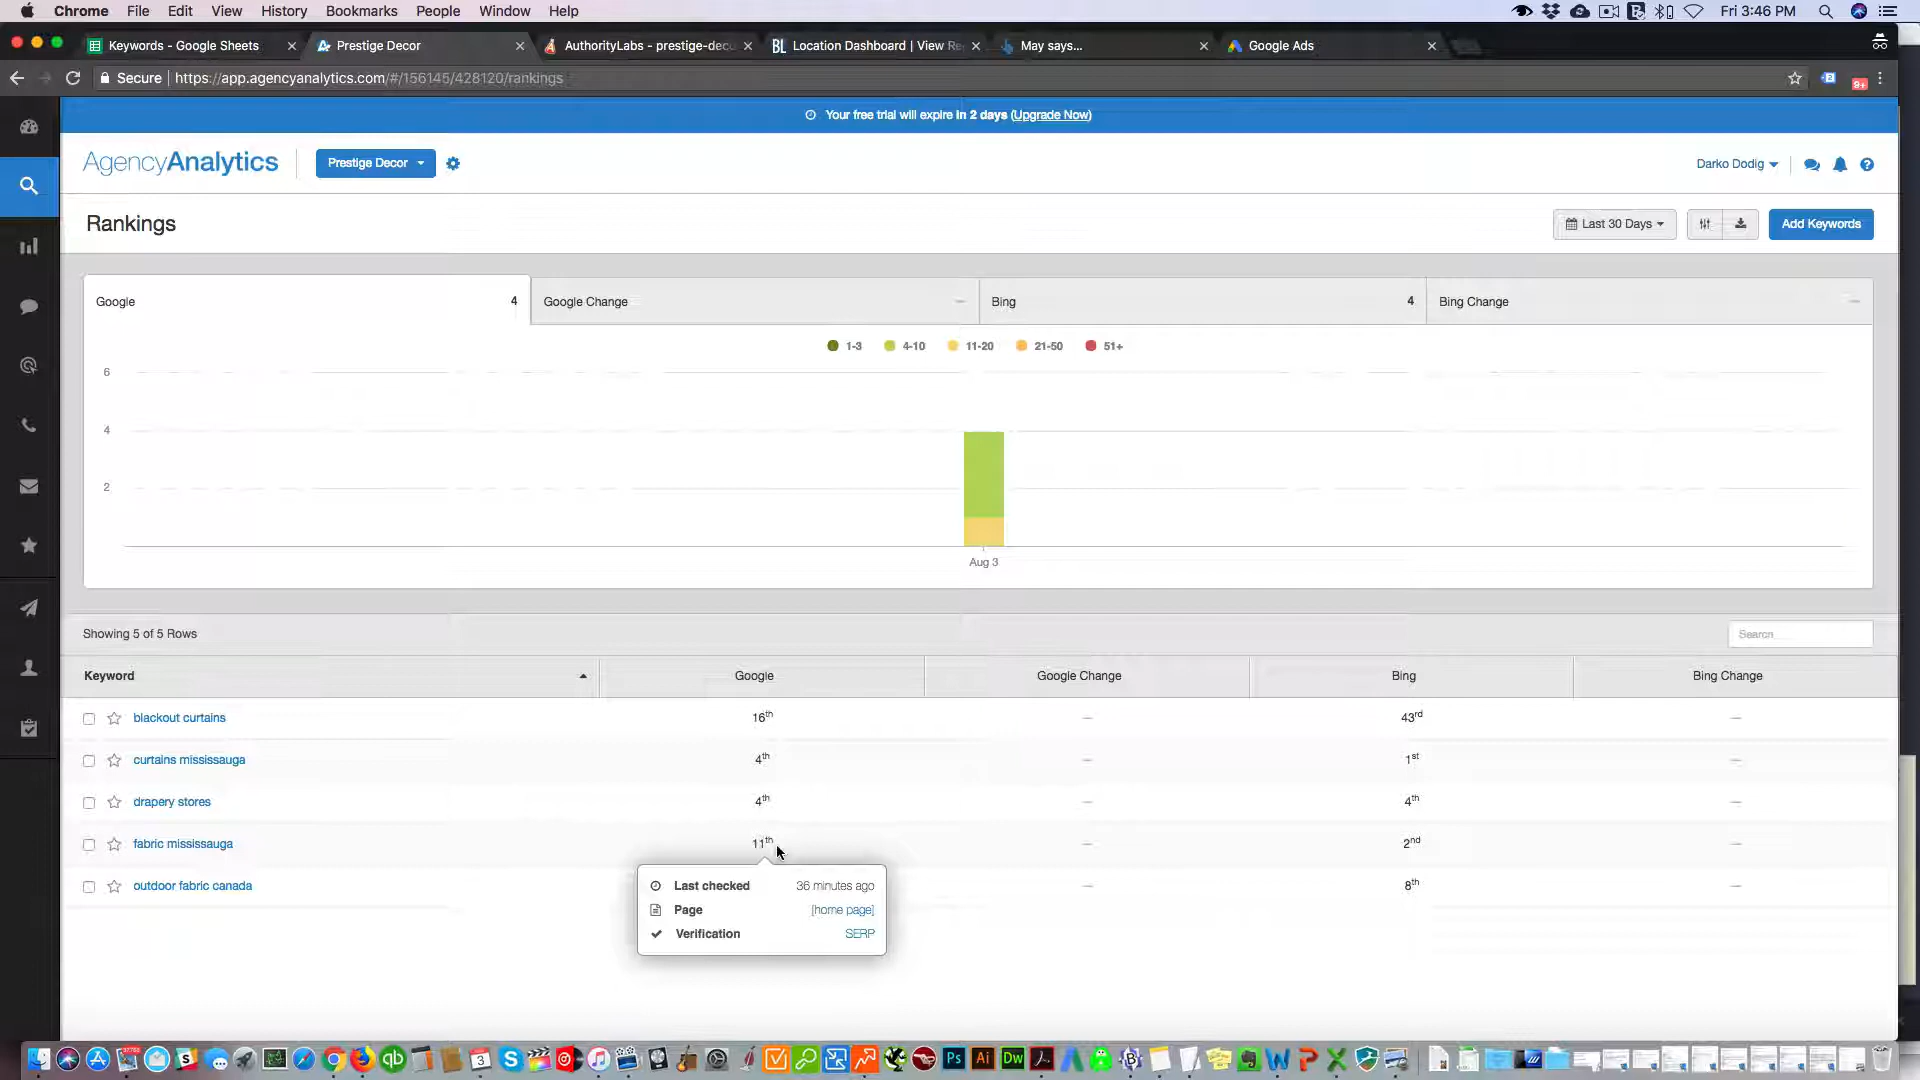 Chrome File Edit View History Bookmarks People Window Help Fri 3:46 PM
Keywords - Google Sheets Prestige Decor AuthorityLabs - prestige-dec Location Dashboard | View Re May says... Google Ads
Secure https://app.agencyanalytics.com/#/156145/428120/rankings 9+
Your free trial will expire in 2 days (Upgrade Now)
AgencyAnalytics Prestige Decor Darko Dodig
Rankings Last 30 Days Add Keywords
Google 4 Google Change — Bing 4 Bing Change —
1-3 4-10 11-20 21-50 51+
6
4
2
Aug 3
Showing 5 of 5 Rows Search
Keyword Google Google Change Bing Bing Change
blackout curtains 16th — 43rd —
curtains mississauga 4th — 1st —
drapery stores 4th — 4th —
fabric mississauga 11th — 2nd —
outdoor fabric canada — 8th —
Last checked 36 minutes ago
Page [home page]
Verification SERP
3 Ps Ai Dw